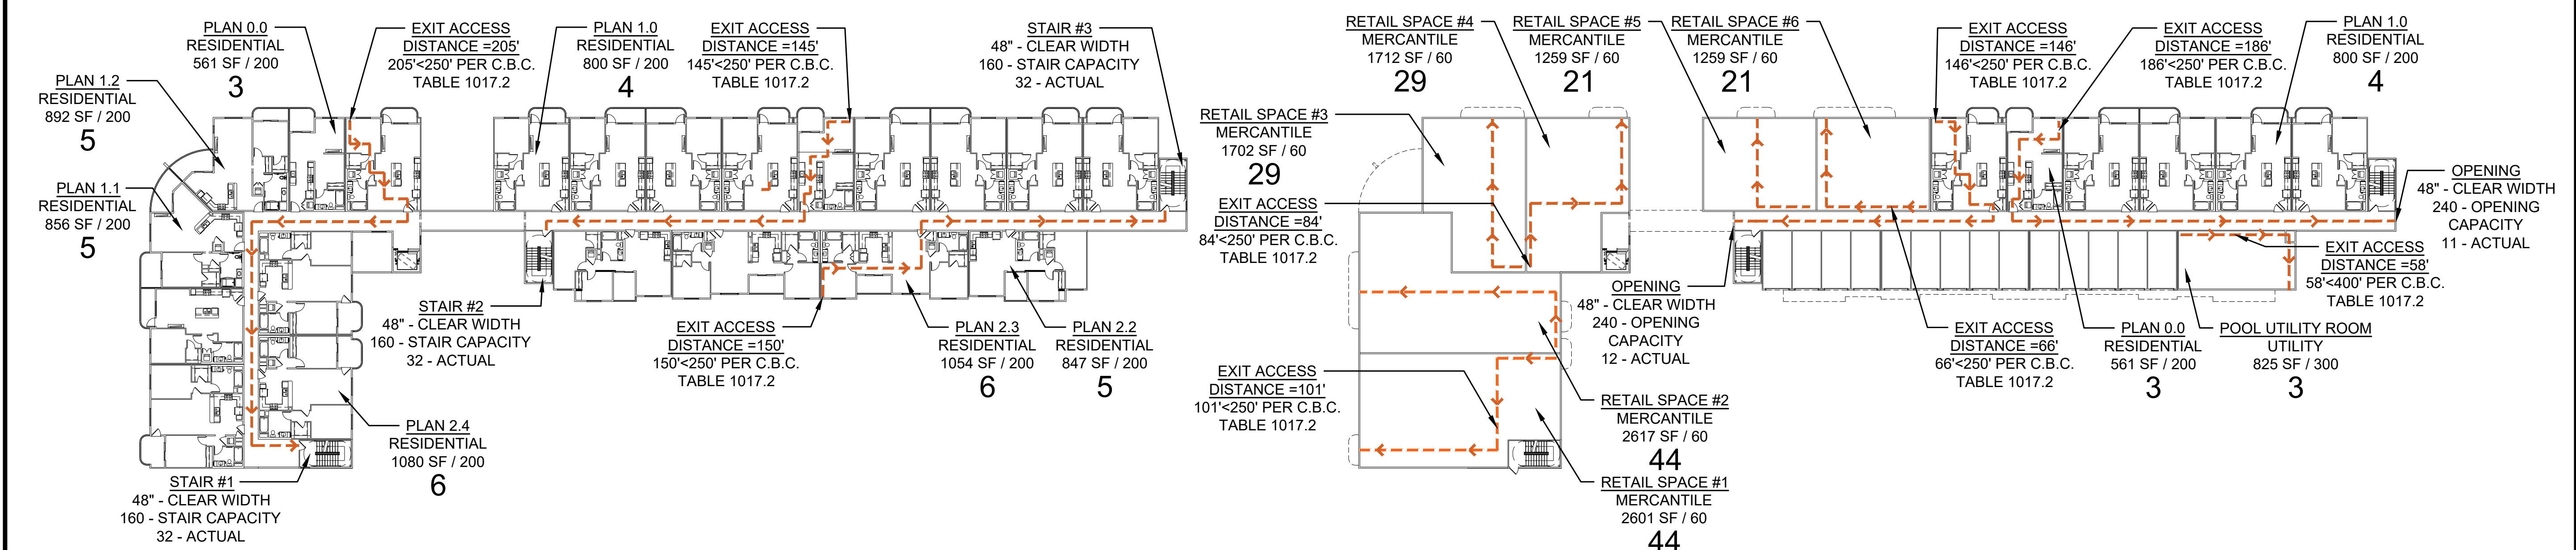 PLAN 0.0
RESIDENTIAL
561 SF / 200
3
EXIT ACCESS
DISTANCE =205'
205'<250' PER C.B.C.
TABLE 1017.2
PLAN 1.0
RESIDENTIAL
800 SF / 200
4
EXIT ACCESS
DISTANCE =145'
145'<250' PER C.B.C.
TABLE 1017.2
STAIR #3
48" - CLEAR WIDTH
160 - STAIR CAPACITY
32 - ACTUAL
PLAN 1.2
RESIDENTIAL
892 SF / 200
5
PLAN 1.1
RESIDENTIAL
856 SF / 200
5
STAIR #2
48" - CLEAR WIDTH
160 - STAIR CAPACITY
32 - ACTUAL
EXIT ACCESS
DISTANCE =150'
150'<250' PER C.B.C.
TABLE 1017.2
PLAN 2.3
RESIDENTIAL
1054 SF / 200
6
PLAN 2.2
RESIDENTIAL
847 SF / 200
5
PLAN 2.4
RESIDENTIAL
1080 SF / 200
6
STAIR #1
48" - CLEAR WIDTH
160 - STAIR CAPACITY
32 - ACTUAL
RETAIL SPACE #4
MERCANTILE
1712 SF / 60
29
RETAIL SPACE #5
MERCANTILE
1259 SF / 60
21
RETAIL SPACE #6
MERCANTILE
1259 SF / 60
21
EXIT ACCESS
DISTANCE =146'
146'<250' PER C.B.C.
TABLE 1017.2
EXIT ACCESS
DISTANCE =186'
186'<250' PER C.B.C.
TABLE 1017.2
PLAN 1.0
RESIDENTIAL
800 SF / 200
4
RETAIL SPACE #3
MERCANTILE
1702 SF / 60
29
EXIT ACCESS
DISTANCE =84'
84'<250' PER C.B.C.
TABLE 1017.2
OPENING
48" - CLEAR WIDTH
240 - OPENING
CAPACITY
11 - ACTUAL
OPENING
48" - CLEAR WIDTH
240 - OPENING
CAPACITY
12 - ACTUAL
EXIT ACCESS
DISTANCE =58'
58'<400' PER C.B.C.
TABLE 1017.2
EXIT ACCESS
DISTANCE =66'
66'<250' PER C.B.C.
TABLE 1017.2
PLAN 0.0
RESIDENTIAL
561 SF / 200
3
POOL UTILITY ROOM
UTILITY
825 SF / 300
3
EXIT ACCESS
DISTANCE =101'
101'<250' PER C.B.C.
TABLE 1017.2
RETAIL SPACE #2
MERCANTILE
2617 SF / 60
44
RETAIL SPACE #1
MERCANTILE
2601 SF / 60
44